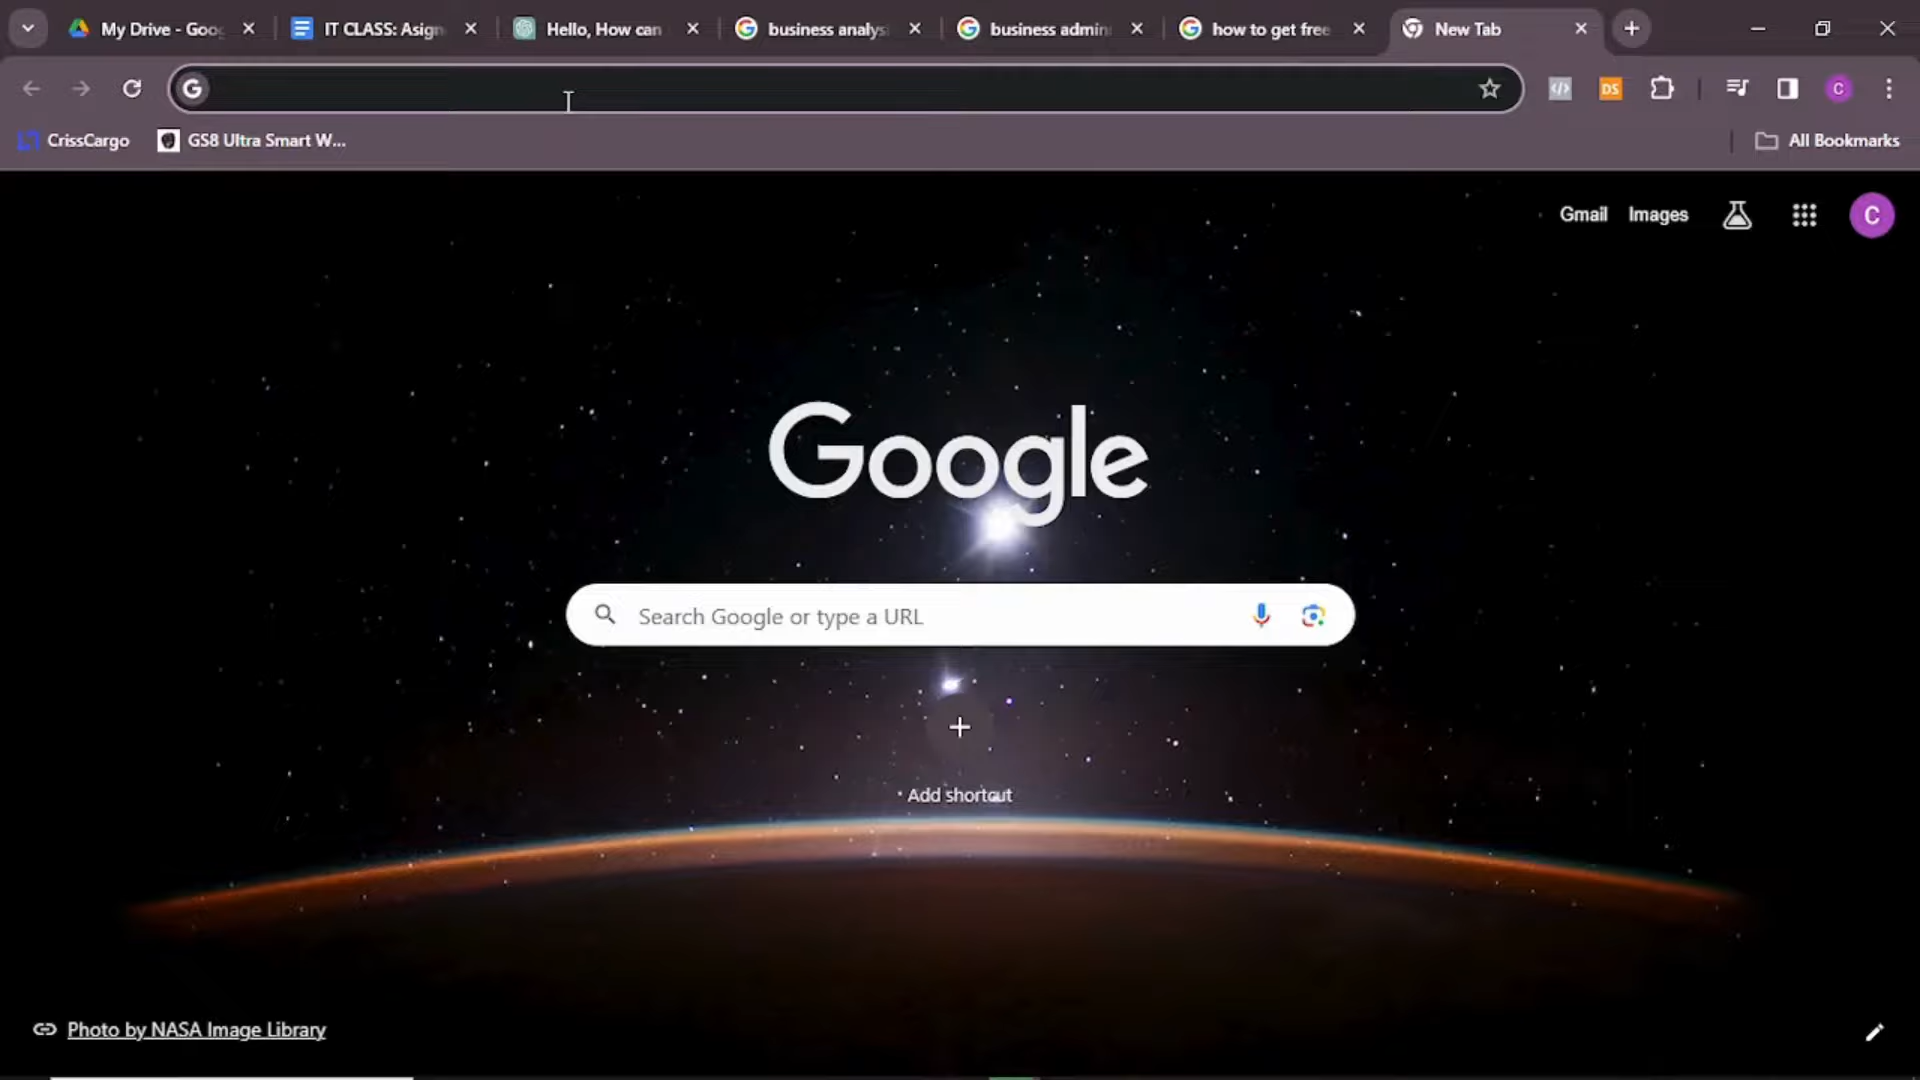 My Drive - Goog
IT CLASS: Asign
Hello, How can
business analys
business admin
how to get free
New Tab
DS
C
CrissCargo
GS8 Ultra Smart W...
All Bookmarks
Gmail
Images
C
Google
Search Google or type a URL
Add shortcut
Photo by NASA Image Library